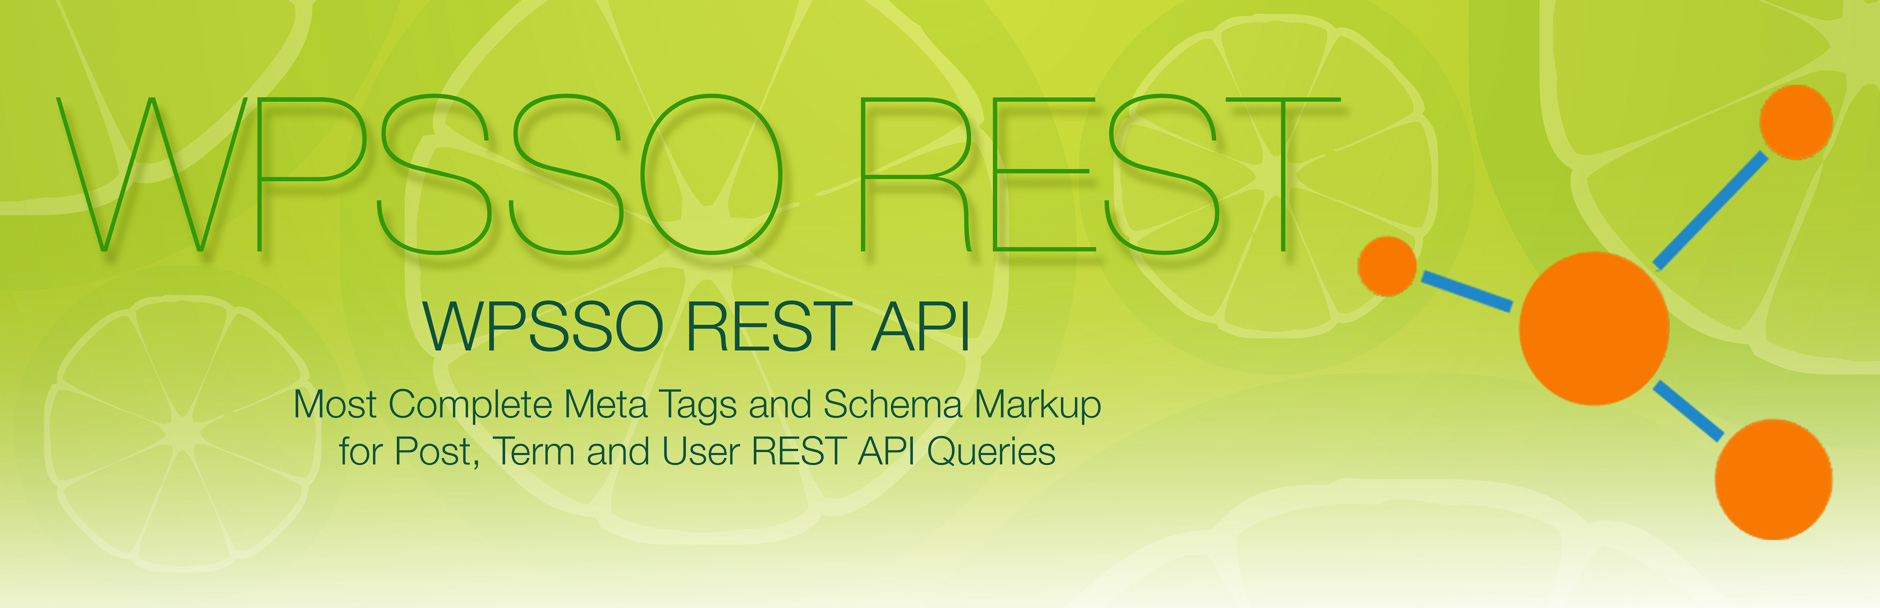 WPSSO REST
WPSSO REST API
Most Complete Meta Tags and Schema Markup
for Post, Term and User REST API Queries